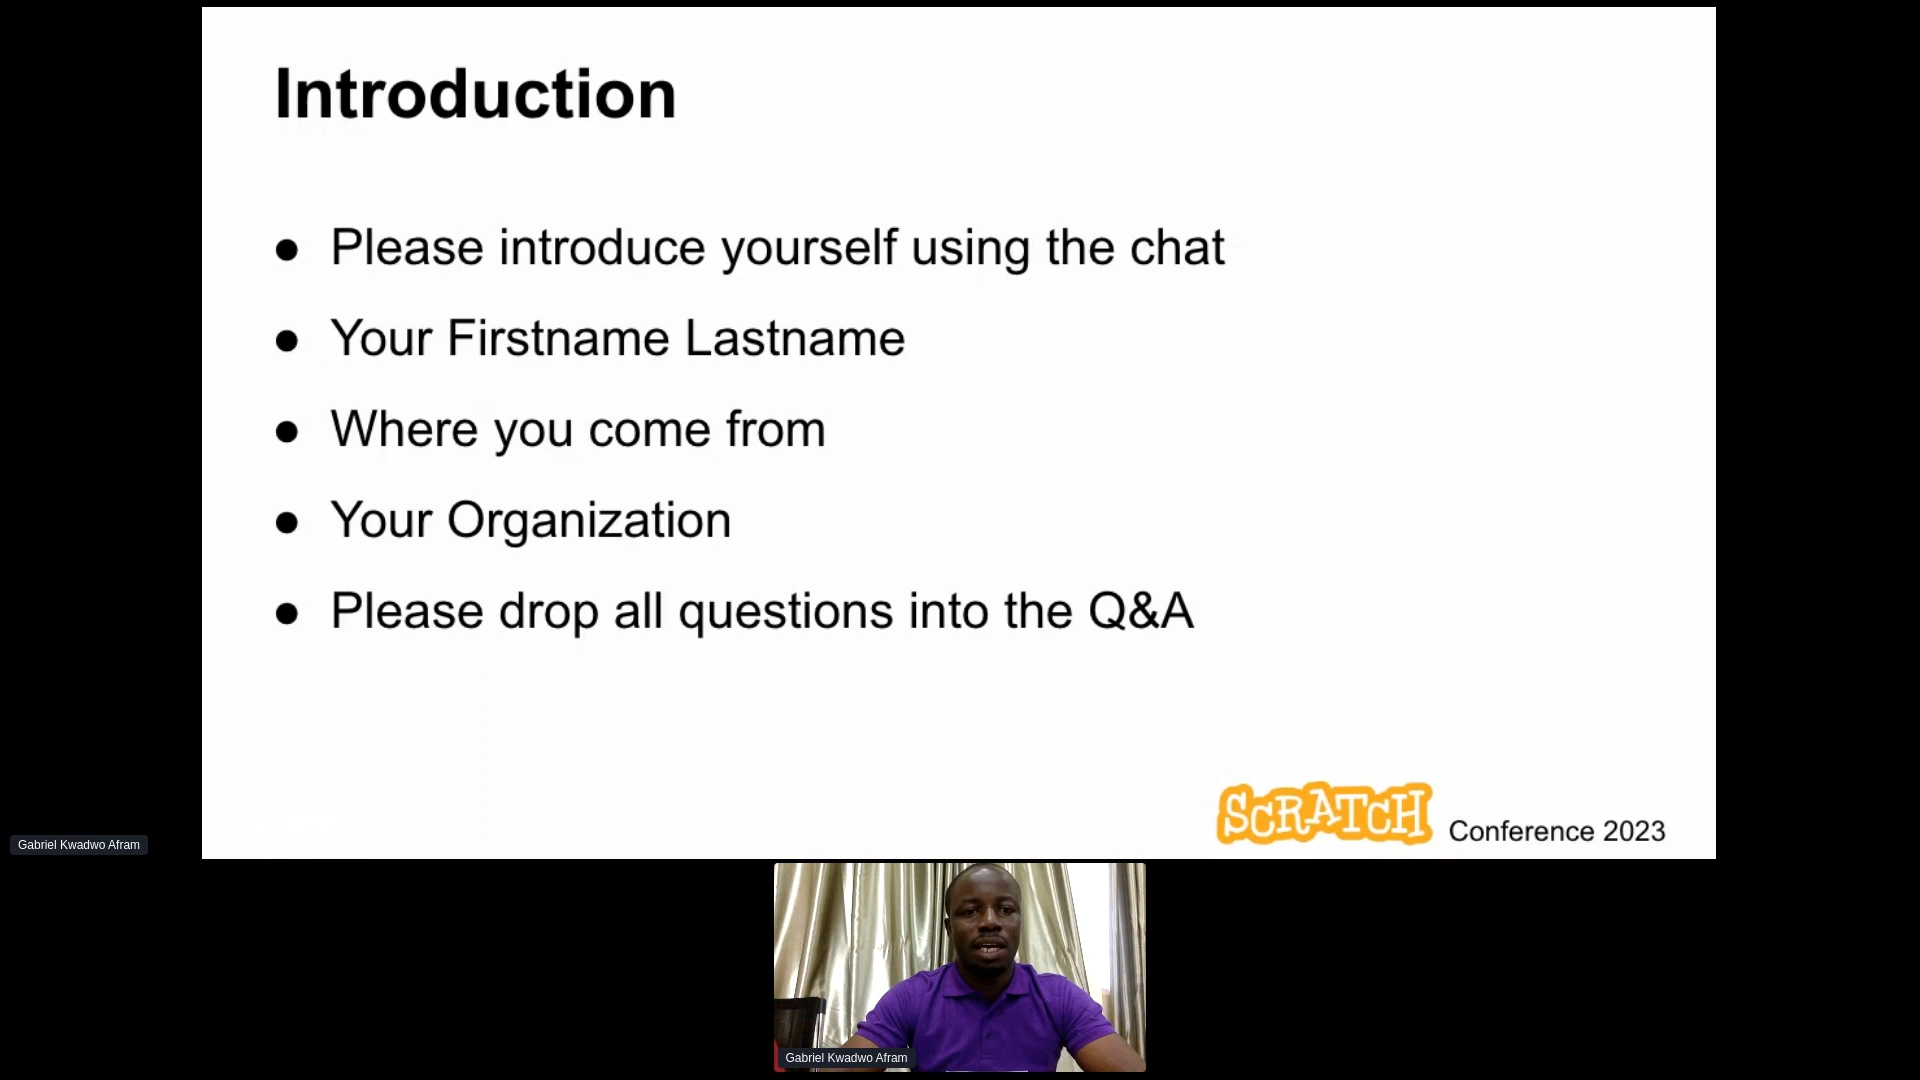 Introduction
● Please introduce yourself using the chat
● Your Firstname Lastname
● Where you come from
● Your Organization
● Please drop all questions into the Q&A
SCRATCH Conference 2023
Gabriel Kwadwo Afram
Gabriel Kwadwo Afram